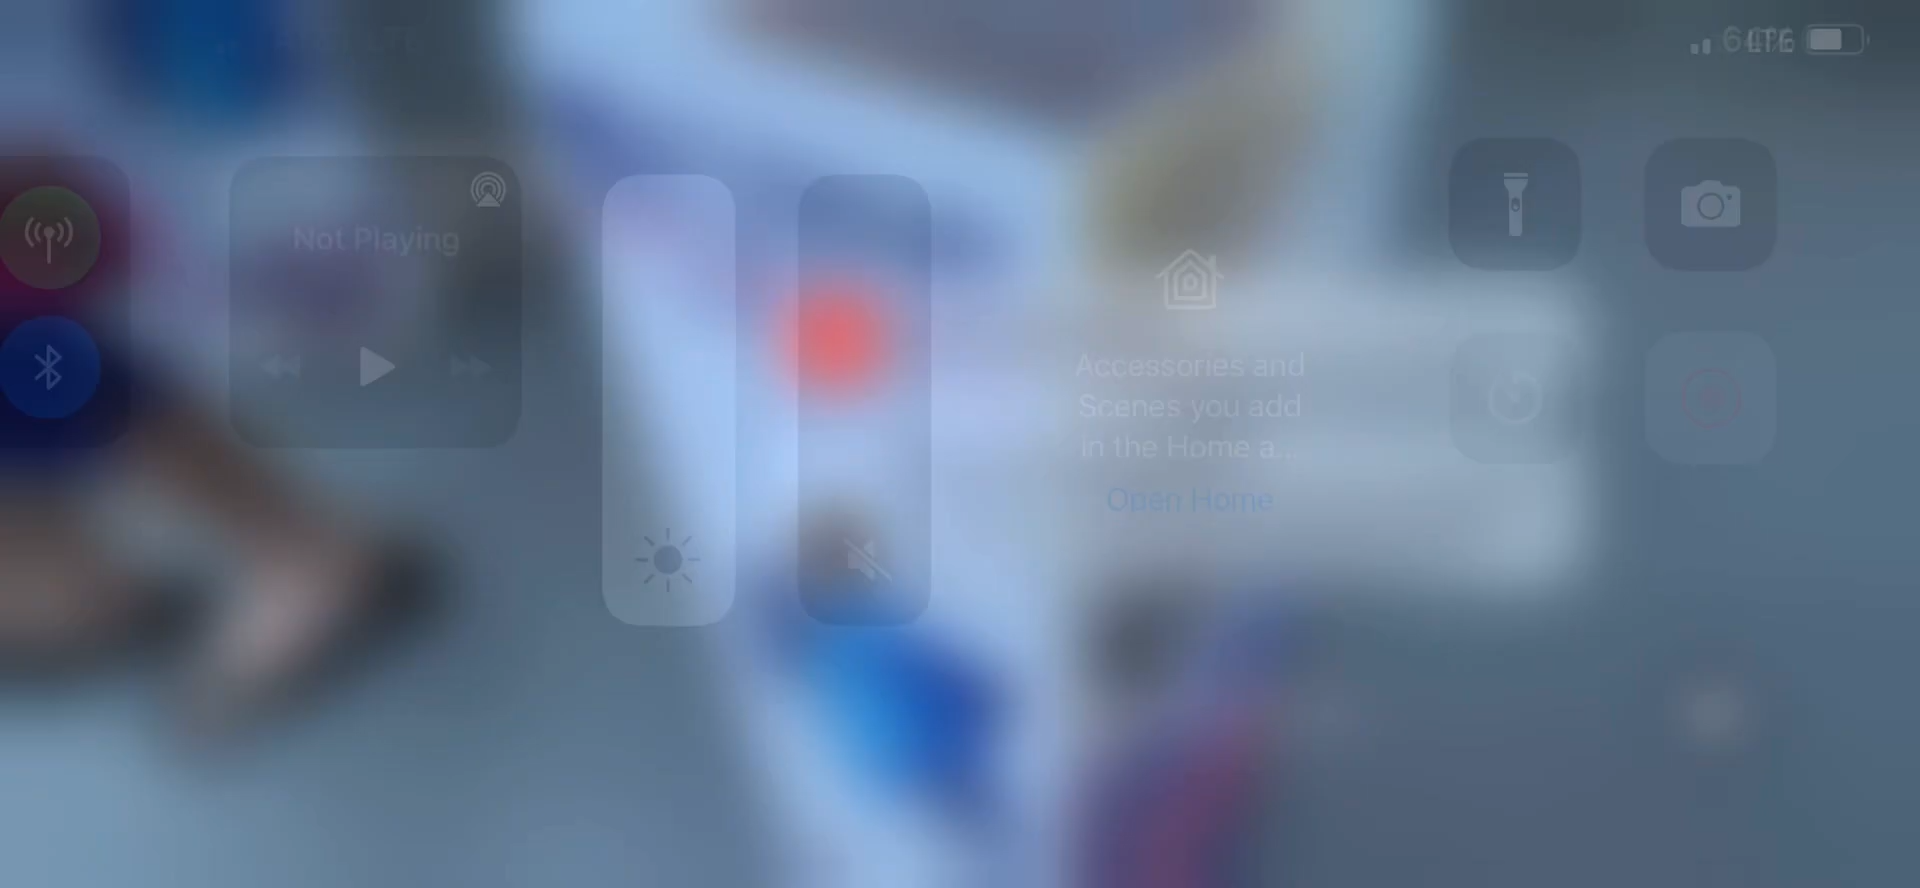 LTE
Not Playing
Accessories and
Scenes you add
in the Home a...
Open Home